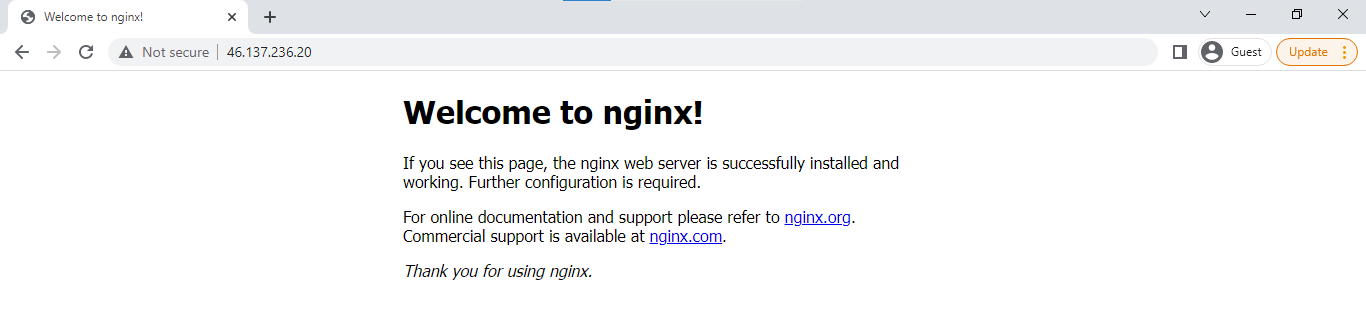 Welcome to nginx!
Not secure
46.137.236.20
Guest
Update
Welcome to nginx!
If you see this page, the nginx web server is successfully installed and
working. Further configuration is required.
For online documentation and support please refer to nginx.org.
Commercial support is available at nginx.com.
Thank you for using nginx.